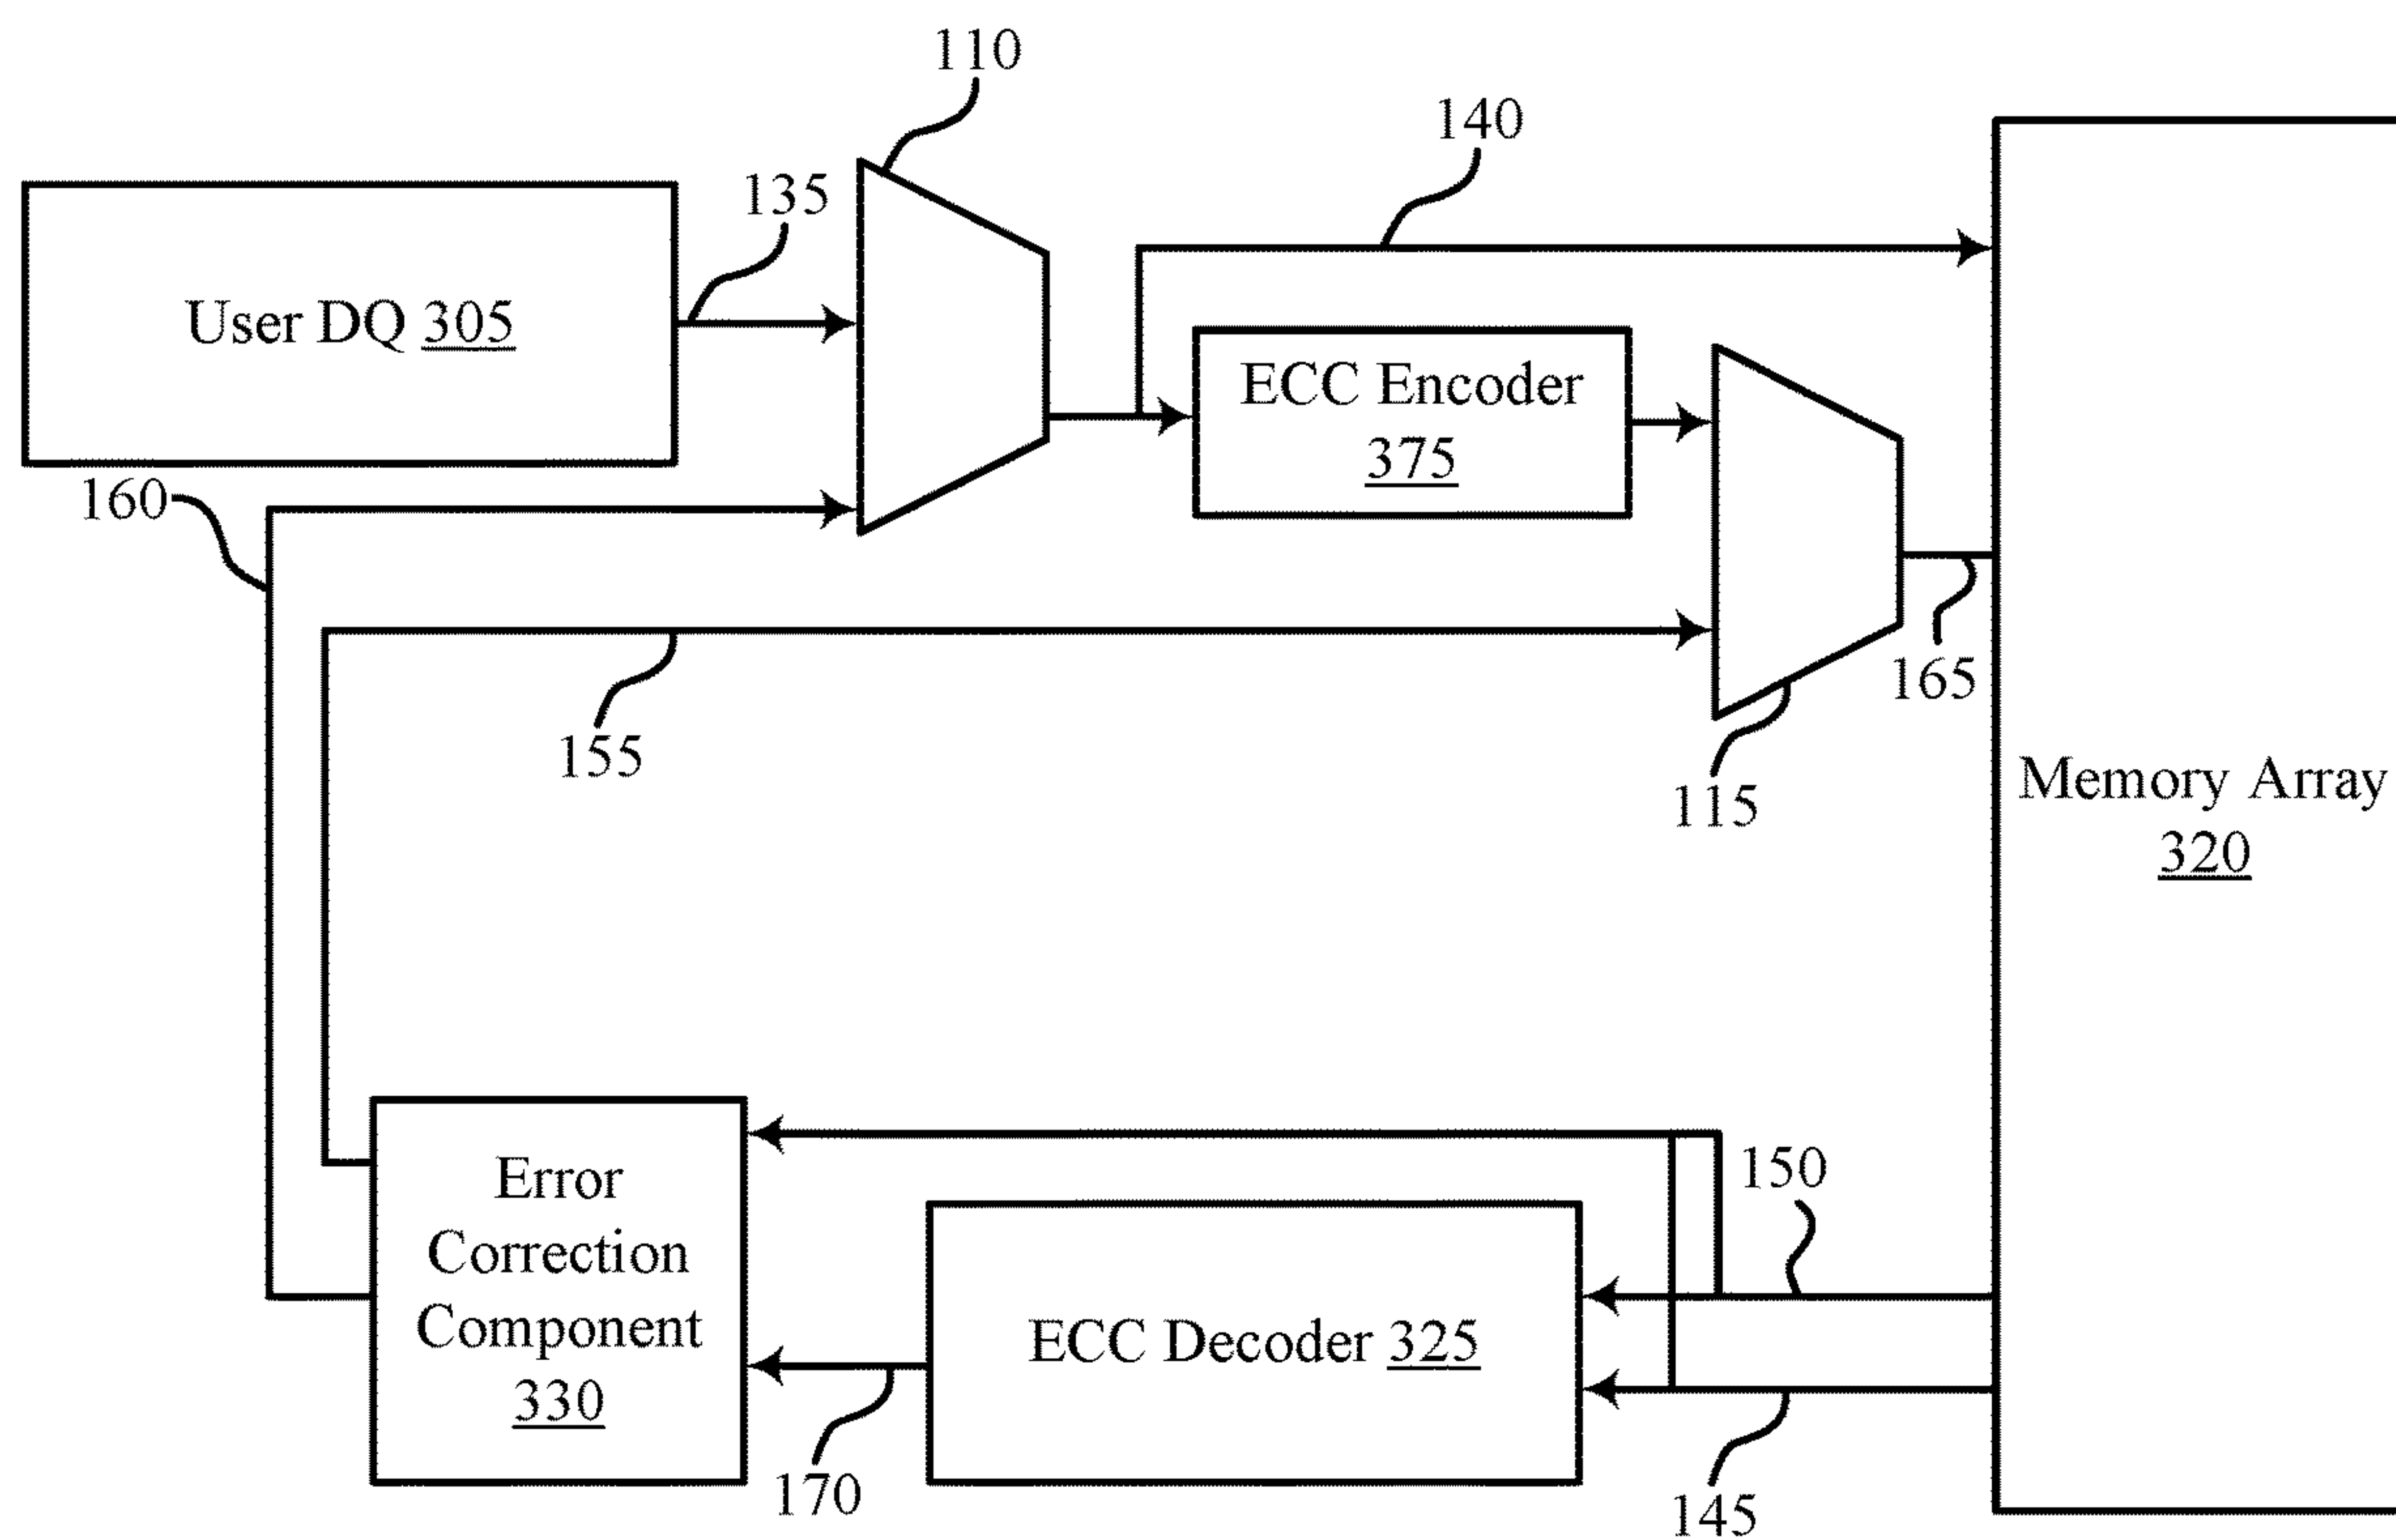 110
140
135
User DQ 305
ECC Encoder
375
160
165
155
115
Memory Array
320
150
Error
Correction
Component
330
ECC Decoder 325
170
145